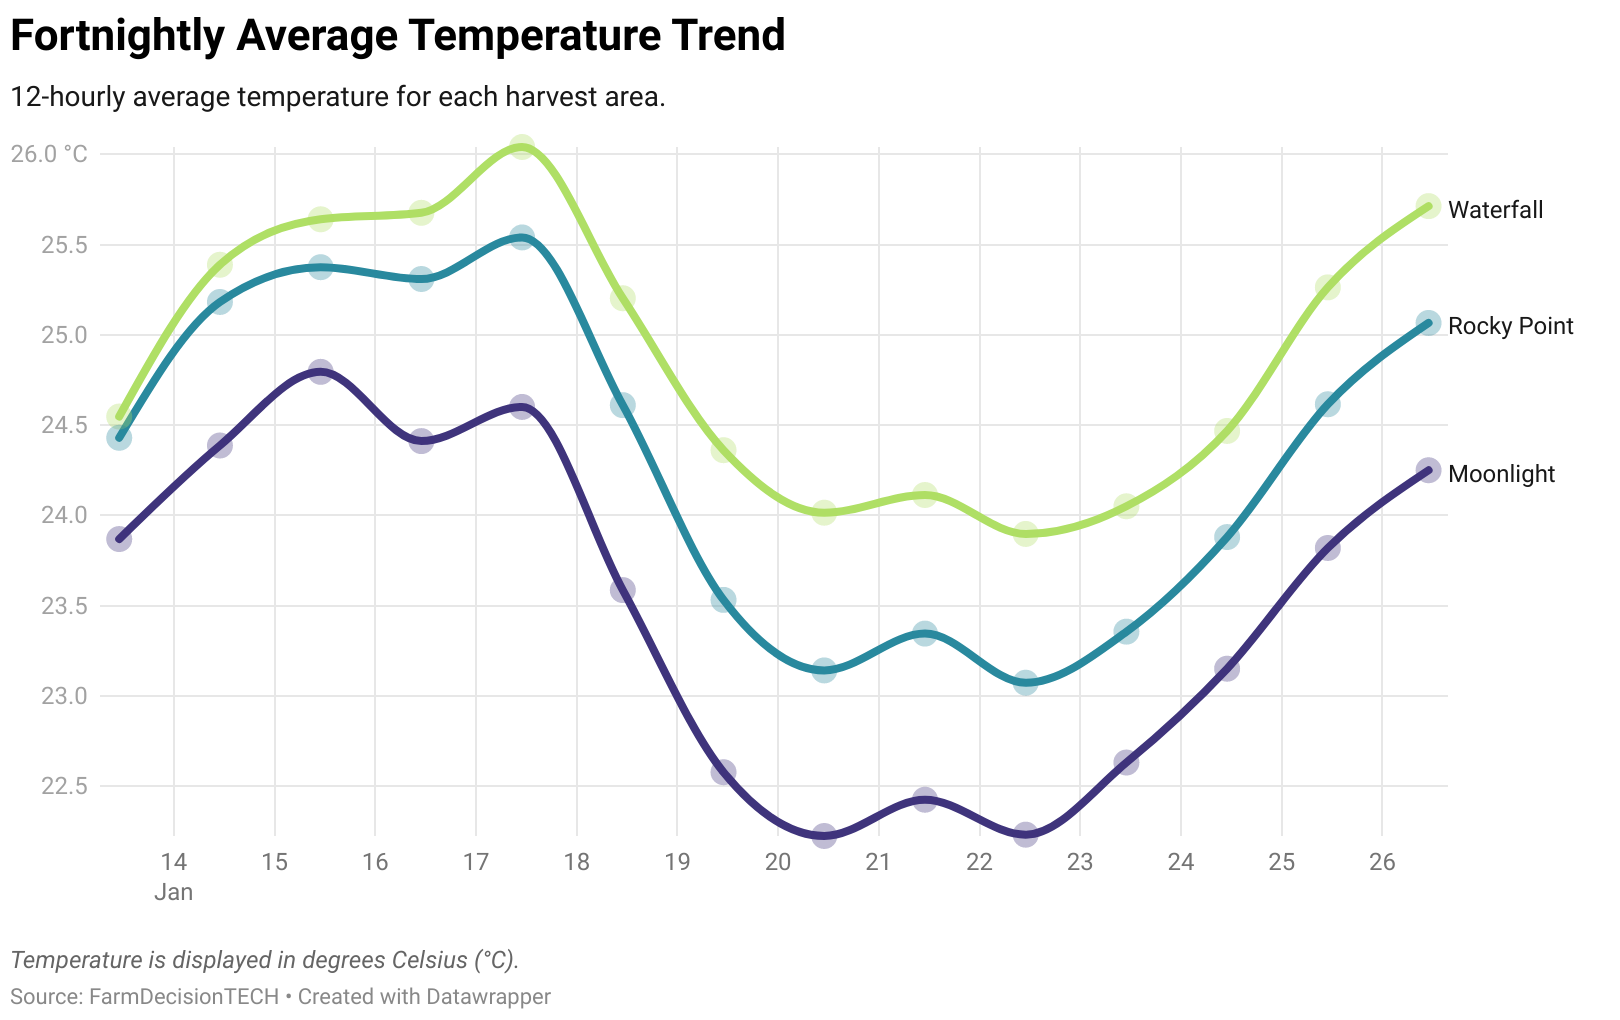 Fortnightly Average Temperature Trend
12-hourly average temperature for each harvest area.
26.0 °C
25.5
25.0
24.5
24.0
23.5
23.0
22.5
Waterfall
Rocky Point
Moonlight
14 15 16 17 18 19 20 21 22 23 24 25 26
Jan
Temperature is displayed in degrees Celsius (°C).
Source: FarmDecisionTECH • Created with Datawrapper